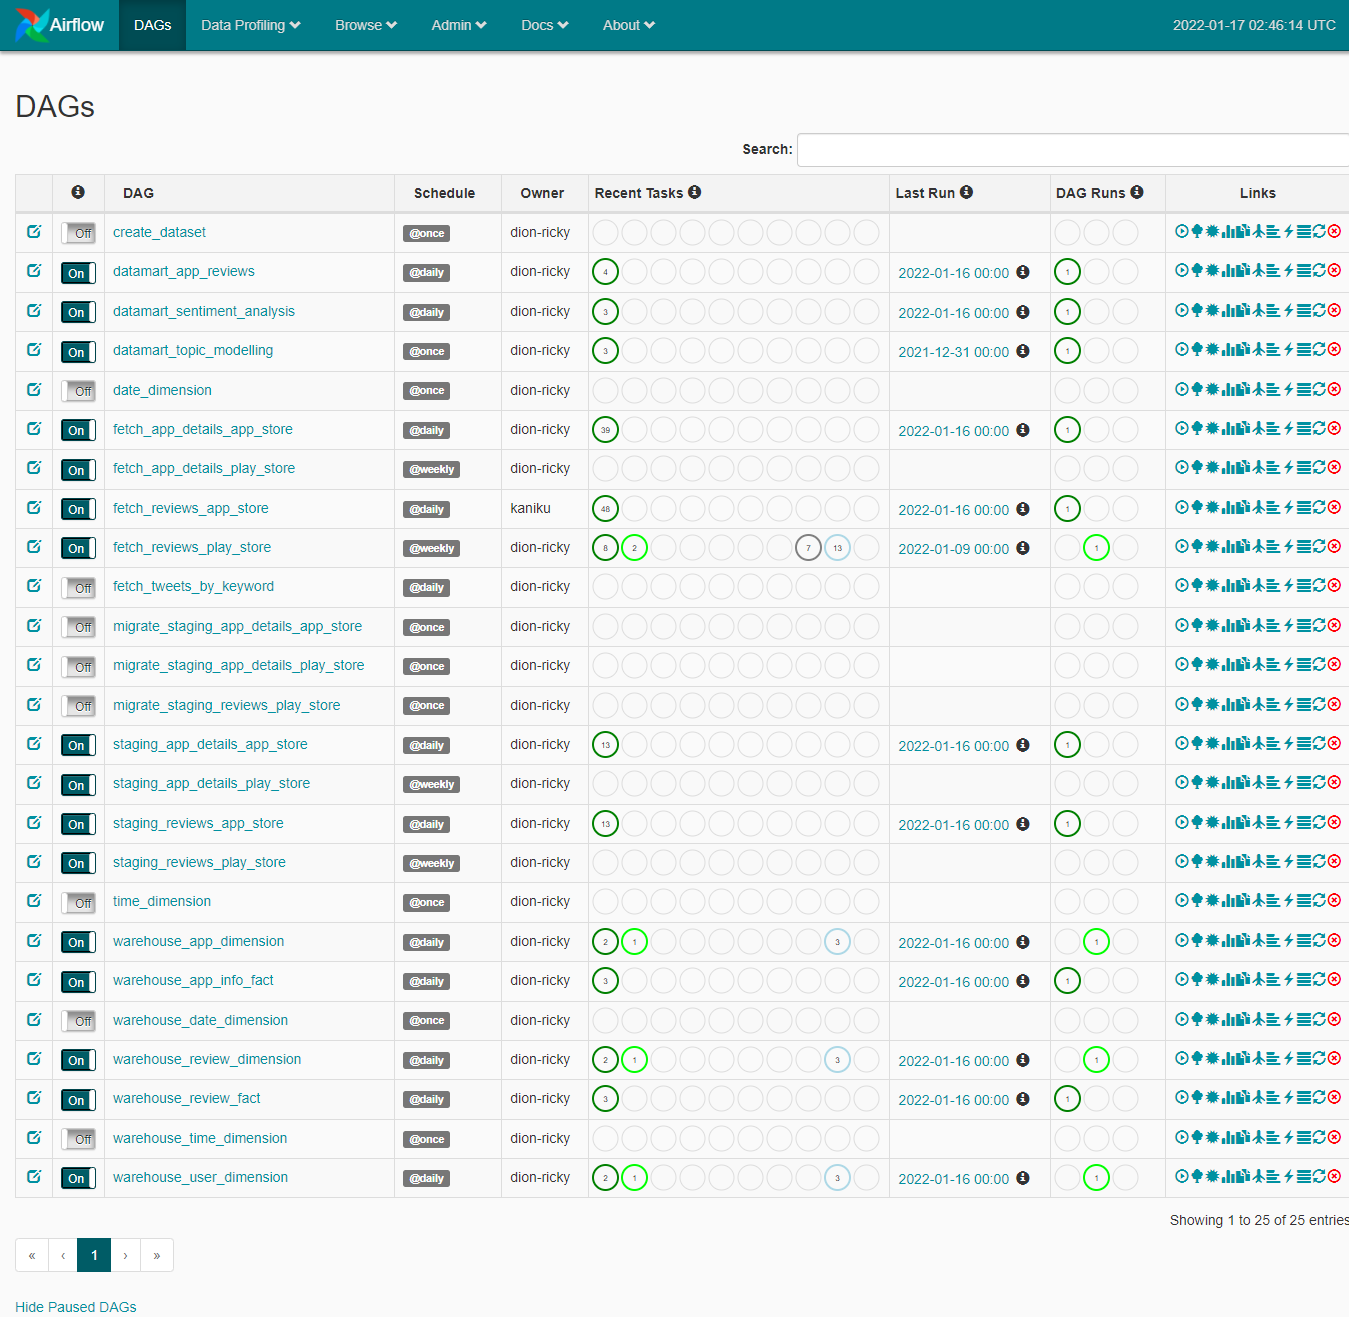 Airflow DAGs Data Profiling Browse Admin Docs About 2022-01-17 02:46:14 UTC
DAGs
Search:
DAG Schedule Owner Recent Tasks Last Run DAG Runs Links
Off create_dataset @once dion-ricky
On datamart_app_reviews @daily dion-ricky 4 2022-01-16 00:00 1
On datamart_sentiment_analysis @daily dion-ricky 3 2022-01-16 00:00 1
On datamart_topic_modelling @once dion-ricky 3 2021-12-31 00:00 1
Off date_dimension @once dion-ricky
On fetch_app_details_app_store @daily dion-ricky 39 2022-01-16 00:00 1
On fetch_app_details_play_store @weekly dion-ricky
On fetch_reviews_app_store @daily kaniku 48 2022-01-16 00:00 1
On fetch_reviews_play_store @weekly dion-ricky 8 2 7 13 2022-01-09 00:00 1
Off fetch_tweets_by_keyword @daily dion-ricky
Off migrate_staging_app_details_app_store @once dion-ricky
Off migrate_staging_app_details_play_store @once dion-ricky
Off migrate_staging_reviews_play_store @once dion-ricky
On staging_app_details_app_store @daily dion-ricky 13 2022-01-16 00:00 1
On staging_app_details_play_store @weekly dion-ricky
On staging_reviews_app_store @daily dion-ricky 13 2022-01-16 00:00 1
On staging_reviews_play_store @weekly dion-ricky
Off time_dimension @once dion-ricky
On warehouse_app_dimension @daily dion-ricky 2 1 3 2022-01-16 00:00 1
On warehouse_app_info_fact @daily dion-ricky 3 2022-01-16 00:00 1
Off warehouse_date_dimension @once dion-ricky
On warehouse_review_dimension @daily dion-ricky 2 1 3 2022-01-16 00:00 1
On warehouse_review_fact @daily dion-ricky 3 2022-01-16 00:00 1
Off warehouse_time_dimension @once dion-ricky
On warehouse_user_dimension @daily dion-ricky 2 1 3 2022-01-16 00:00 1
Showing 1 to 25 of 25 entries
« ‹ 1 › »
Hide Paused DAGs